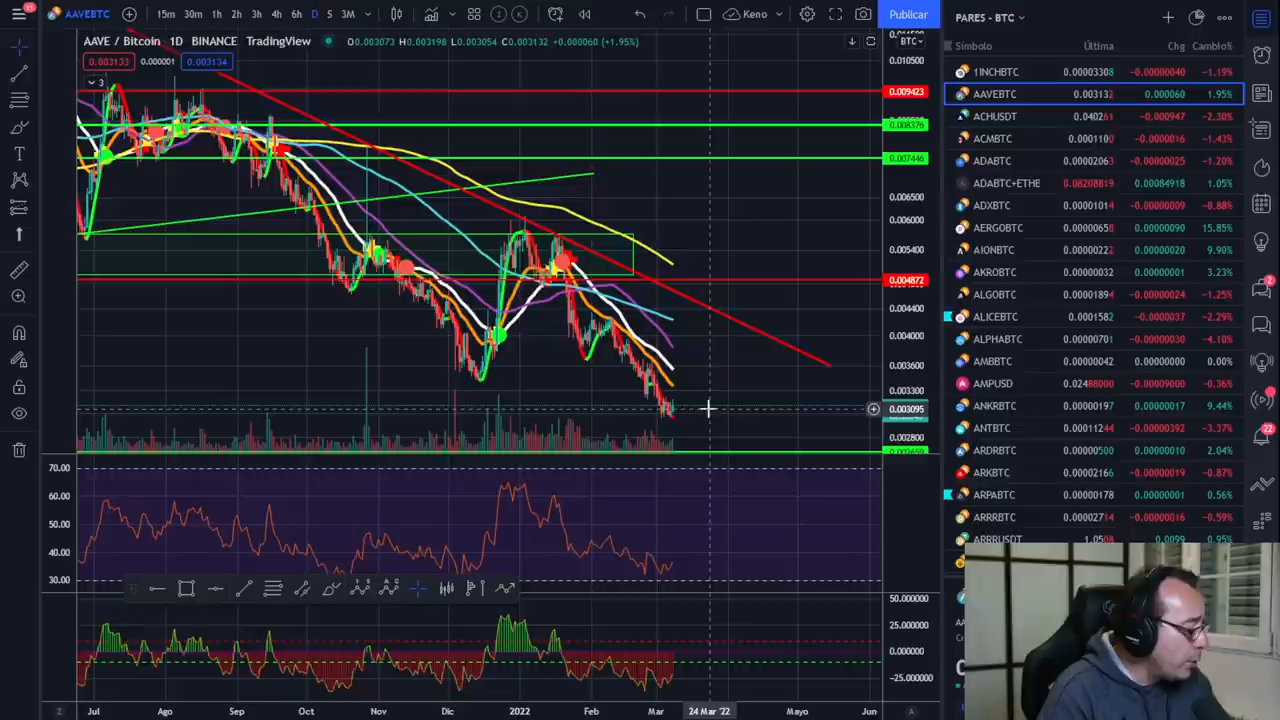 11
AAVEBTC
15m 30m 1h 2h 3h 4h 6h D S 3M
Keno
Publicar
AAVE / Bitcoin 1D BINANCE TradingView
O0.003073 H0.003198 L0.003054 C0.003132 +0.000060 (+1.95%)
BTC
0.003133 0.000001 0.003134
3
0.010500
0.009423
0.008376
0.007446
0.006500
0.006000
0.005400
0.004872
0.004400
0.004000
0.003600
0.003300
0.003095
0.002800
70.00
60.00
50.00
40.00
30.00
50.000000
25.000000
0.000000
-25.000000
Z
Jul Ago Sep Oct Nov Dic 2022 Feb Mar 24 Mar '22 Mayo Jun
A
PARES - BTC
Símbolo Última Chg Cambio%
1INCHBTC 0.00003308 -0.00000040 -1.19%
AAVEBTC 0.003132 0.000060 1.95%
ACHUSDT 0.040261 -0.000947 -2.30%
ACMBTC 0.0001110 -0.0000016 -1.43%
ADABTC 0.00002063 -0.00000025 -1.20%
ADABTC+ETHE 0.08208819 0.00084918 1.05%
ADXBTC 0.00001014 -0.00000009 -0.88%
AERGOBTC 0.00000658 0.00000090 15.85%
AIONBTC 0.00000222 0.00000020 9.90%
AKROBTC 0.00000032 0.00000001 3.23%
ALGOBTC 0.00001894 -0.00000024 -1.25%
ALICEBTC 0.0001582 -0.0000037 -2.29%
ALPHABTC 0.00000701 -0.00000030 -4.10%
AMBBTC 0.00000042 0.00000000 0.00%
AMPUSD 0.02488000 -0.00009000 -0.36%
ANKRBTC 0.00000197 0.00000017 9.44%
ANTBTC 0.00011244 -0.00000392 -3.37%
ARDRBTC 0.00000500 0.00000010 2.04%
ARKBTC 0.00002166 -0.00000019 -0.87%
ARPABTC 0.00000178 0.00000001 0.56%
ARRRBTC 0.00002714 -0.00000016 -0.59%
ARRRUSDT 1.0508 0.0099 0.95%
2
22